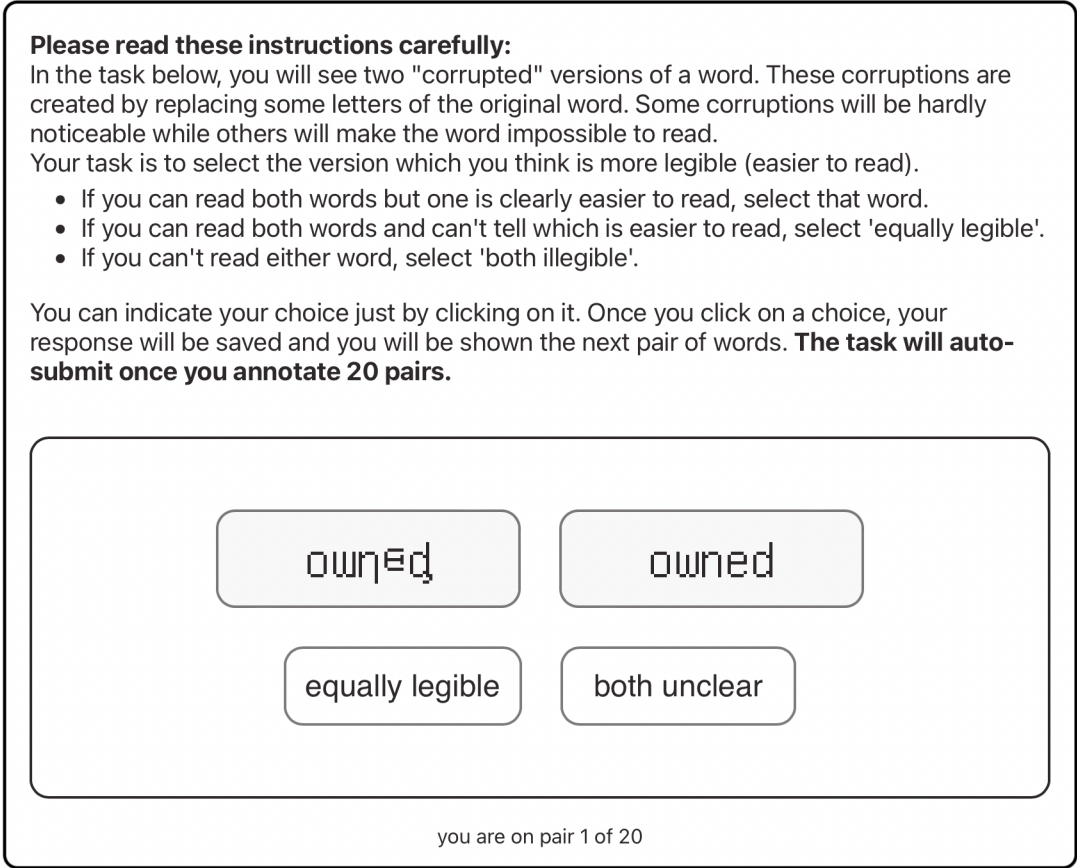 Please read these instructions carefully:
In the task below, you will see two "corrupted" versions of a word. These corruptions are
created by replacing some letters of the original word. Some corruptions will be hardly
noticeable while others will make the word impossible to read.
Your task is to select the version which you think is more legible (easier to read).
• If you can read both words but one is clearly easier to read, select that word.
• If you can read both words and can't tell which is easier to read, select 'equally legible'.
• If you can't read either word, select 'both illegible'.
You can indicate your choice just by clicking on it. Once you click on a choice, your
response will be saved and you will be shown the next pair of words. The task will auto-
submit once you annotate 20 pairs.
owned
equally legible both unclear
you are on pair 1 of 20